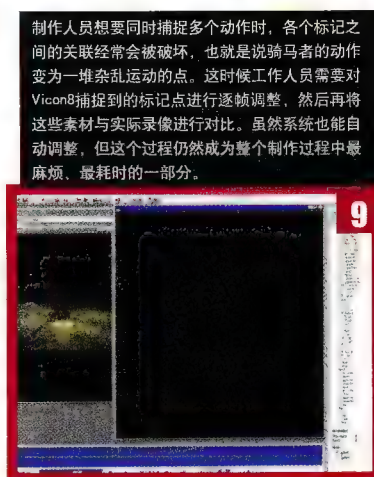 制作人员想要同时捕捉多个动作时，各个标记之
间的关联经常会被破坏，也就是说骑马者的动作
变为一堆杂乱运动的点。这时候工作人员需要对
Vicon8捕捉到的标记点进行逐帧调整，然后再将
这些素材与实际录像进行对比。虽然系统也能自
动调整，但这个过程仍然成为整个制作过程中最
麻烦、最耗时的一部分。
9